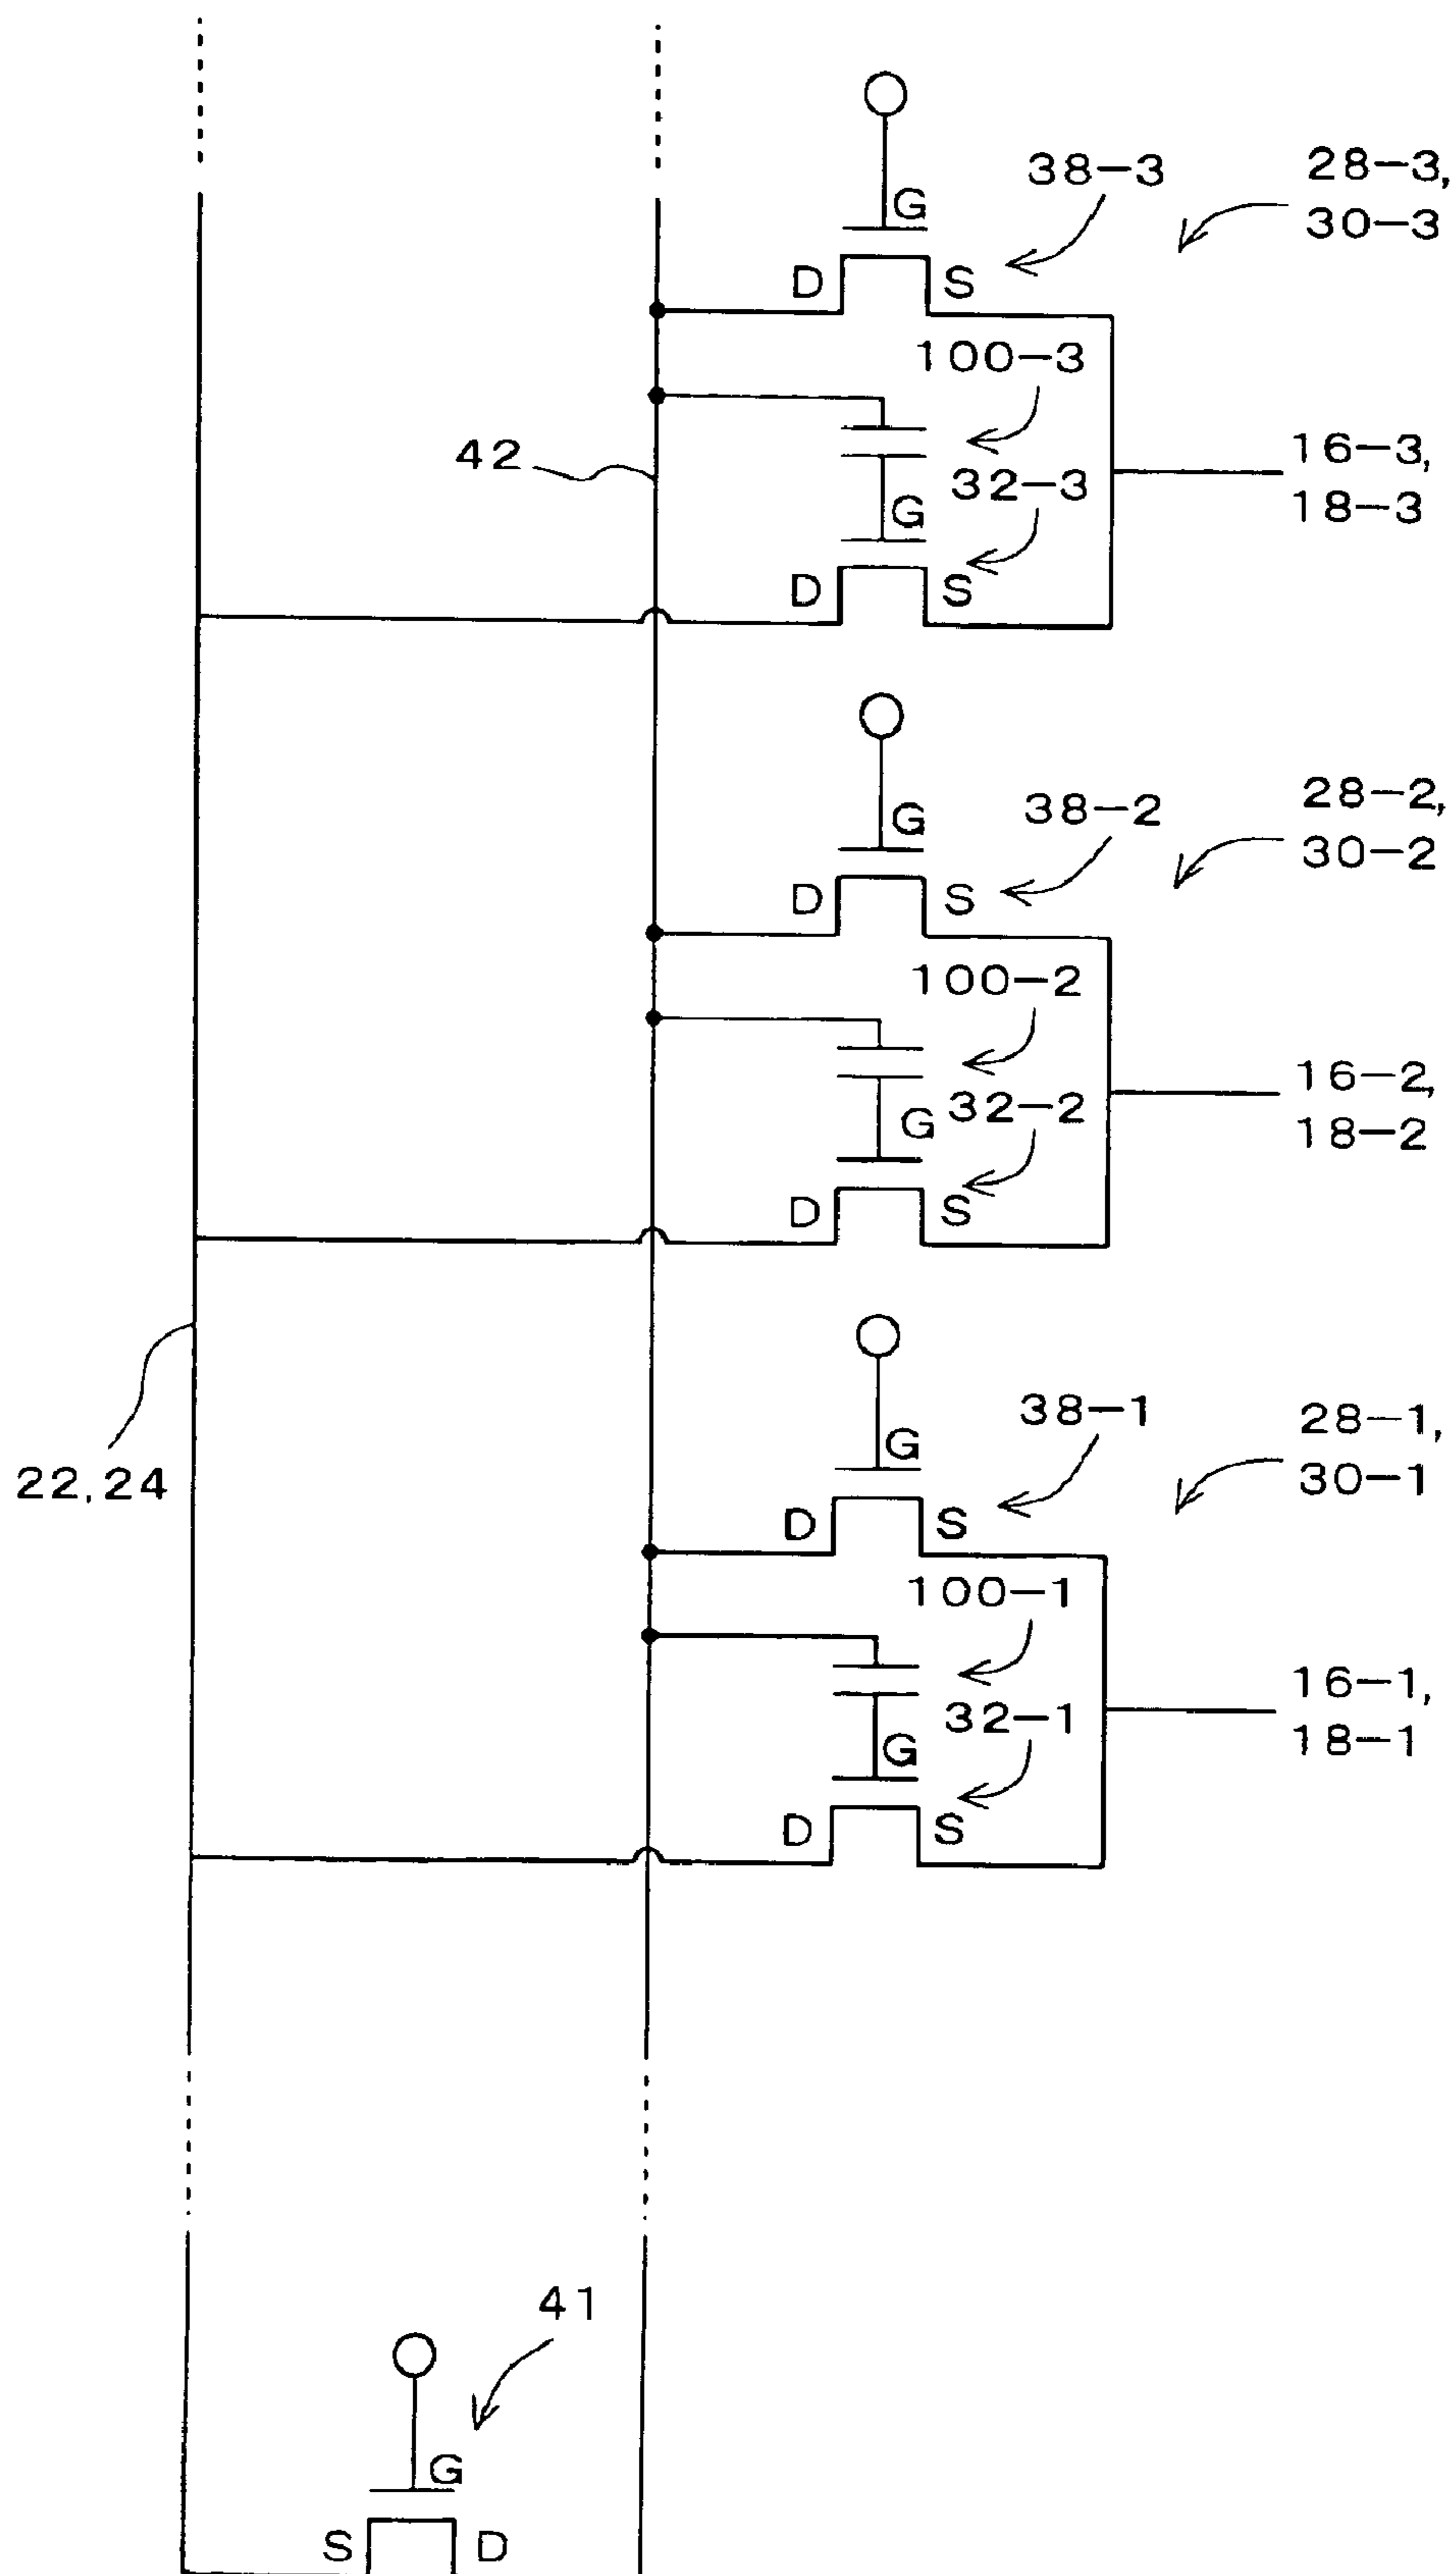 G
38-3
28-3,
30-3
D
S
100-3
42
16-3,
18-3
32-3
G
D
S
G
38-2
28-2,
30-2
D
S
100-2
32-2
G
16-2,
18-2
D
S
22,24
G
38-1
28-1,
30-1
D
S
100-1
32-1
G
16-1,
18-1
D
S
41
G
S
D